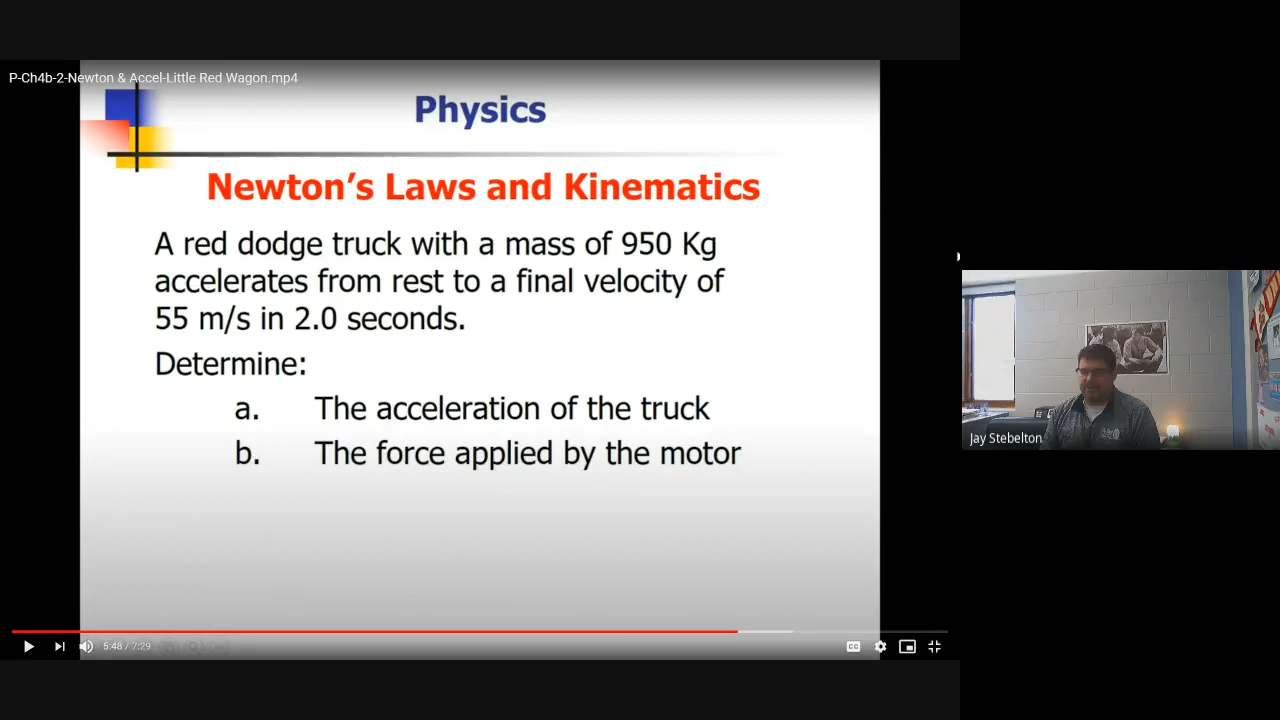 P-Ch4b-2-Newton & Accel-Little Red Wagon.mp4
Physics
Newton’s Laws and Kinematics
A red dodge truck with a mass of 950 Kg
accelerates from rest to a final velocity of
55 m/s in 2.0 seconds.
Determine:
a. The acceleration of the truck
b. The force applied by the motor
5:48 / 7:29
CC
Jay Stebelton